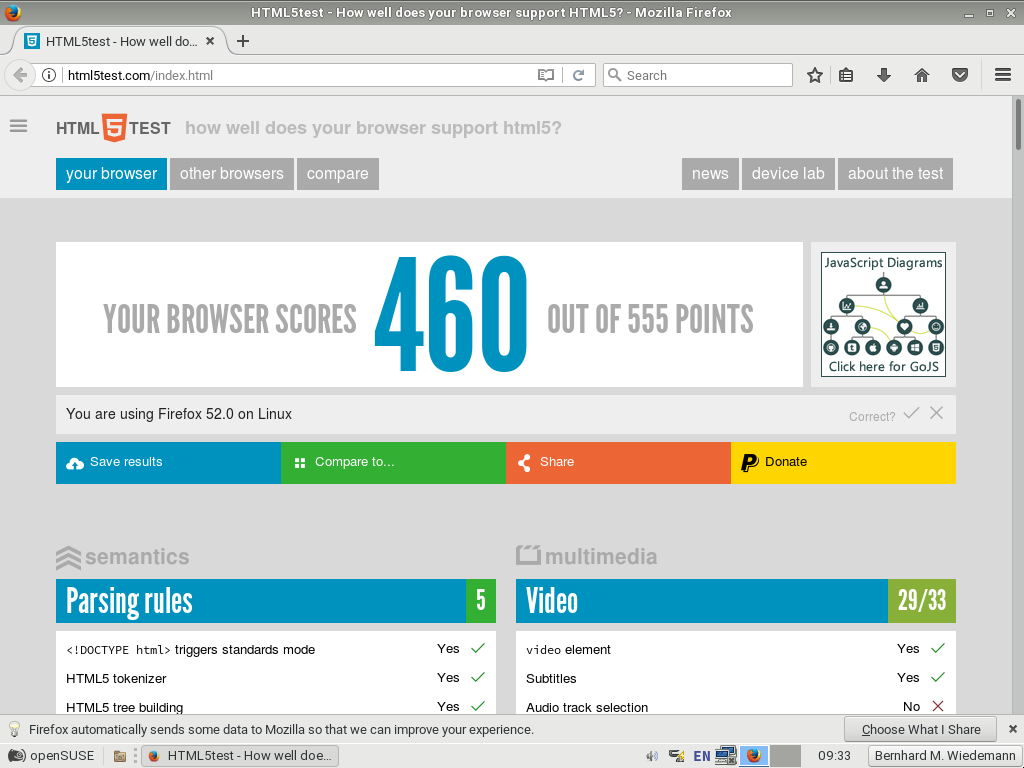 HTML5test - How well does your browser support HTML5? - Mozilla Firefox
HTML5test - How well do...
html5test.com/index.html
Search
HTML 5 TEST how well does your browser support html5?
your browser other browsers compare news device lab about the test
YOUR BROWSER SCORES 460 OUT OF 555 POINTS
JavaScript Diagrams
Click here for GoJS
You are using Firefox 52.0 on Linux Correct?
Save results Compare to... Share Donate
semantics
Parsing rules 5
<!DOCTYPE html> triggers standards mode Yes
HTML5 tokenizer Yes
HTML5 tree building Yes
multimedia
Video 29/33
video element Yes
Subtitles Yes
Audio track selection No
Firefox automatically sends some data to Mozilla so that we can improve your experience. Choose What I Share
openSUSE HTML5test - How well doe... EN 09:33 Bernhard M. Wiedemann